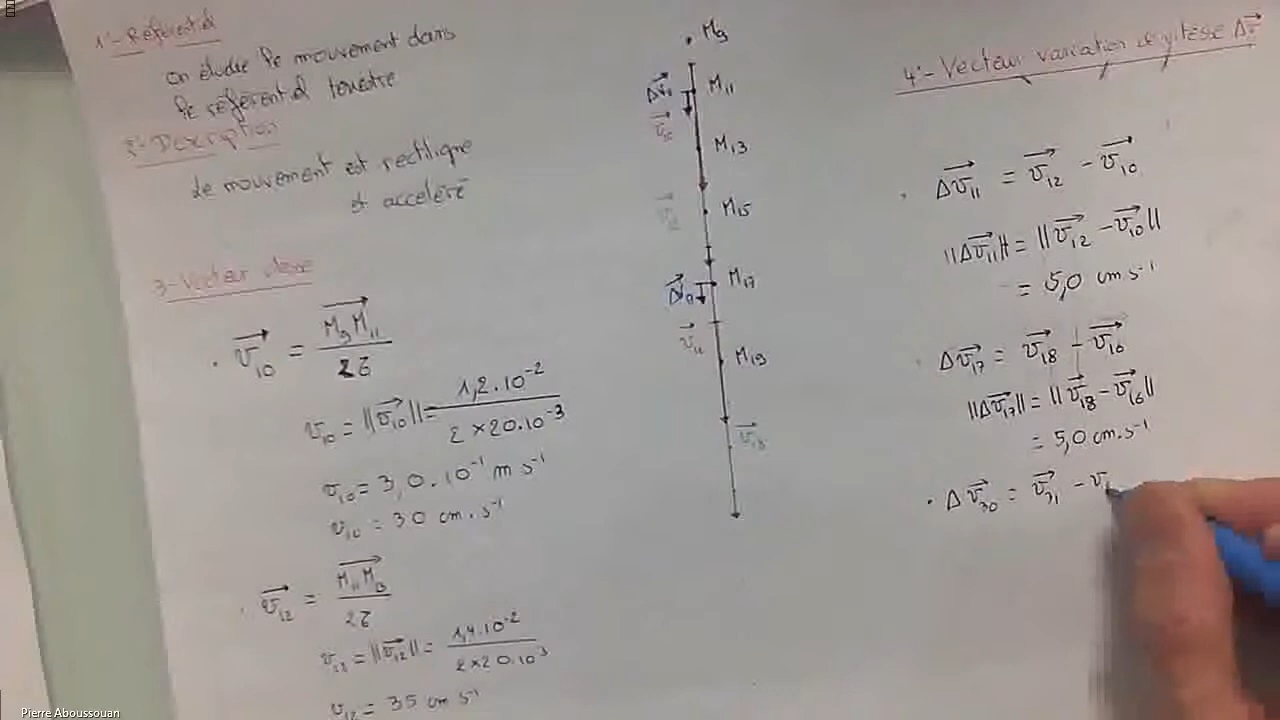 1°- Référentiel
on étudie le mouvement dans
le référentiel terrestre
2°- Description
Le mouvement est rectiligne
et accéléré
3- Vecteur vitesse
. v⃗₁₀ = M₉M₁₁ / 2τ
v₁₀ = ||v⃗₁₀|| = 1,2.10⁻² / 2×20.10⁻³
v₁₀ = 3,0.10⁻¹ m s⁻¹
v₁₀ = 30 cm.s⁻¹
. v⃗₁₂ = M₁₁M₁₃ / 2τ
||v⃗₁₂|| = 1,4.10⁻² / 2×20.10³
v₁₂ = 35 cm s⁻¹
M₉
M₁₁
Δv⃗₁₁
v⃗₁₀
M₁₃
M₁₅
M₁₇
M₁₉
v⃗₁₈
4°- Vecteur variation de vitesse Δv⃗
. Δv⃗₁₁ = v⃗₁₂ - v⃗₁₀
||Δv⃗₁₁|| = ||v⃗₁₂ - v⃗₁₀||
= 5,0 cm s⁻¹
. Δv⃗₁₇ = v⃗₁₈ - v⃗₁₆
||Δv⃗₁₇|| = ||v⃗₁₈ - v⃗₁₆||
= 5,0 cm.s⁻¹
. Δv⃗₃₀ = v⃗₃₁ - v
Pierre Aboussouan